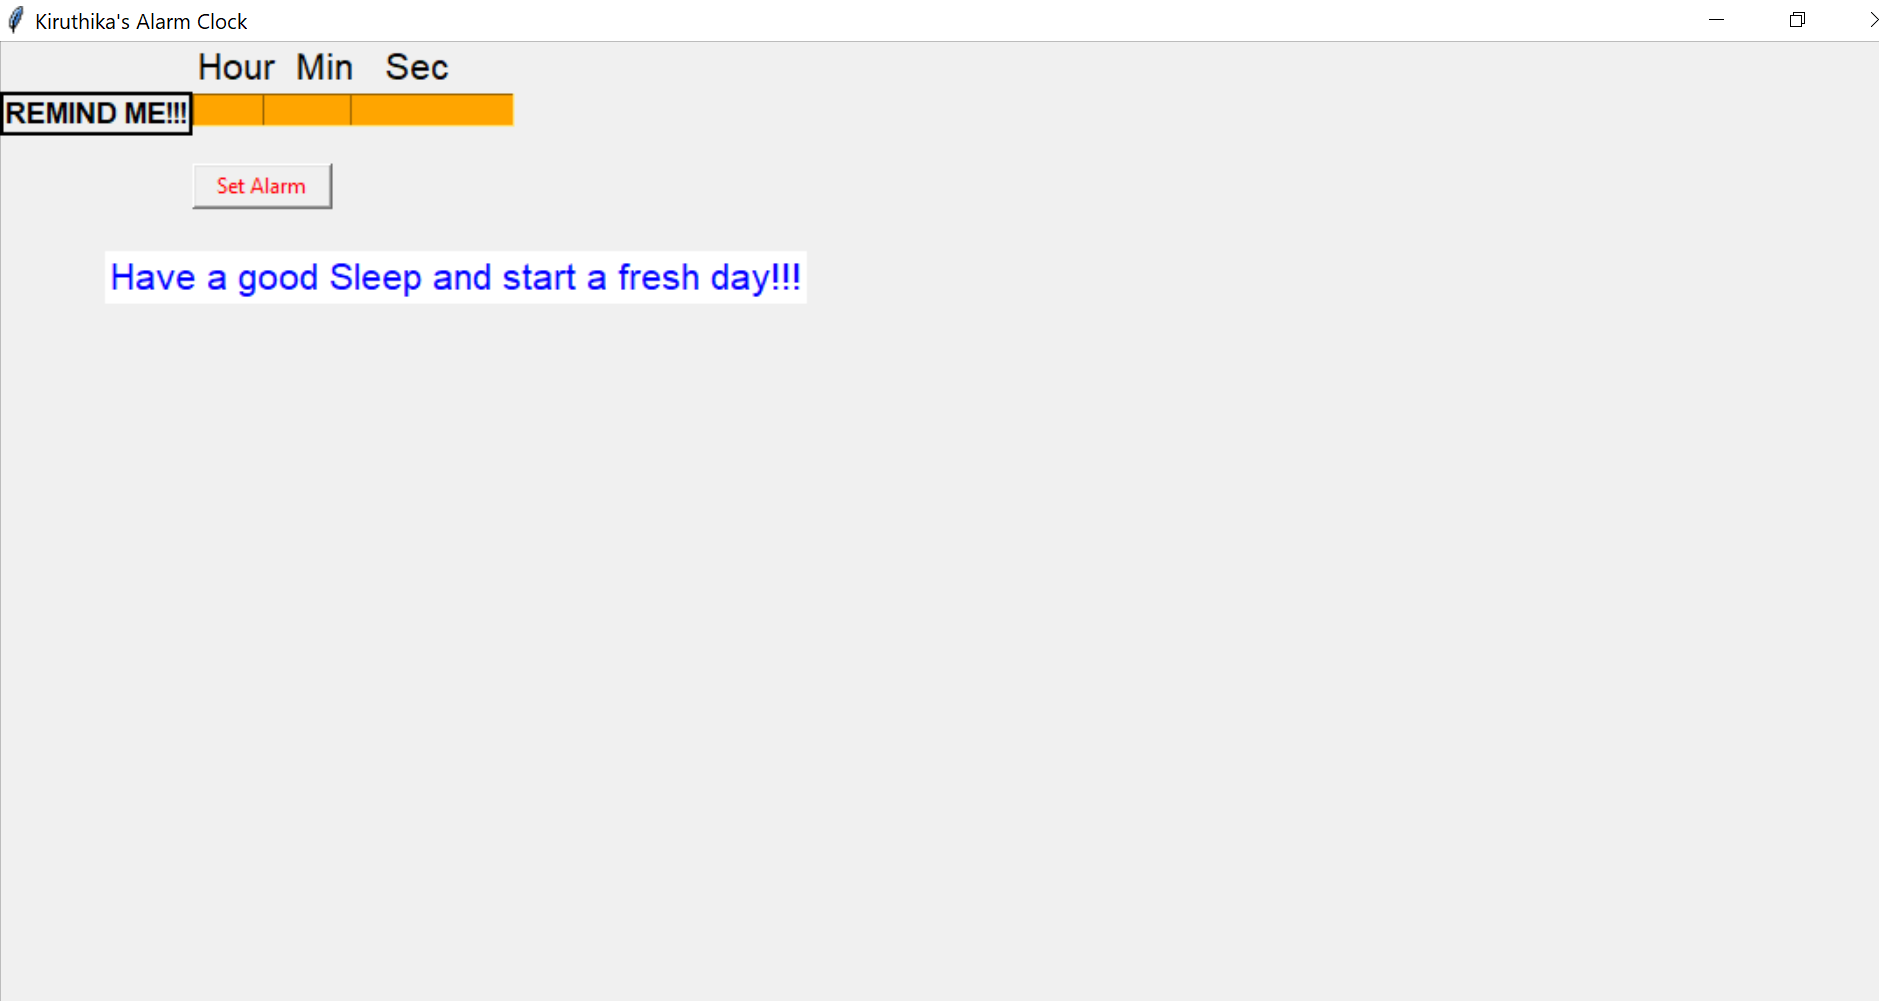 Kiruthika's Alarm Clock
Hour Min Sec
REMIND ME!!!
Set Alarm
Have a good Sleep and start a fresh day!!!